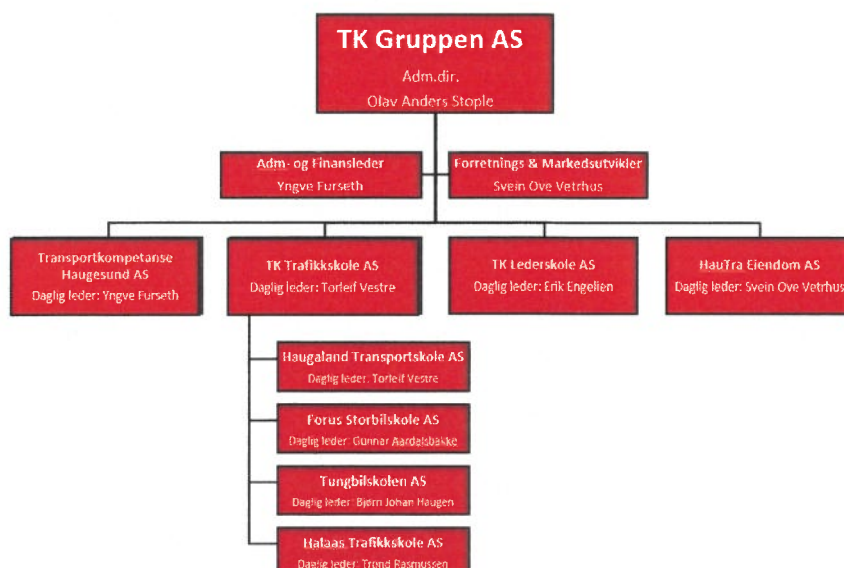 TK Gruppen AS
Adm.dir.
Olav Anders Stople
Adm- og Finansleder
Yngve Furseth
Forretnings & Markedsutvikler
Svein Ove Vetrhus
Transportkompetanse
Haugesund AS
Daglig leder: Yngve Furseth
TK Trafikkskole AS
Daglig leder: Torleif Vestre
TK Lederskole AS
Daglig leder: Erik Engelien
HauTra Eiendom AS
Daglig leder: Svein Ove Vetrhus
Haugaland Transportskole AS
Daglig leder: Torleif Vestre
Forus Storbilskole AS
Daglig leder: Gunnar Aardalsbakke
Tungbilskolen AS
Daglig leder: Bjørn Johan Haugen
Halaas Trafikkskole AS
Daglig leder: Trond Rasmussen